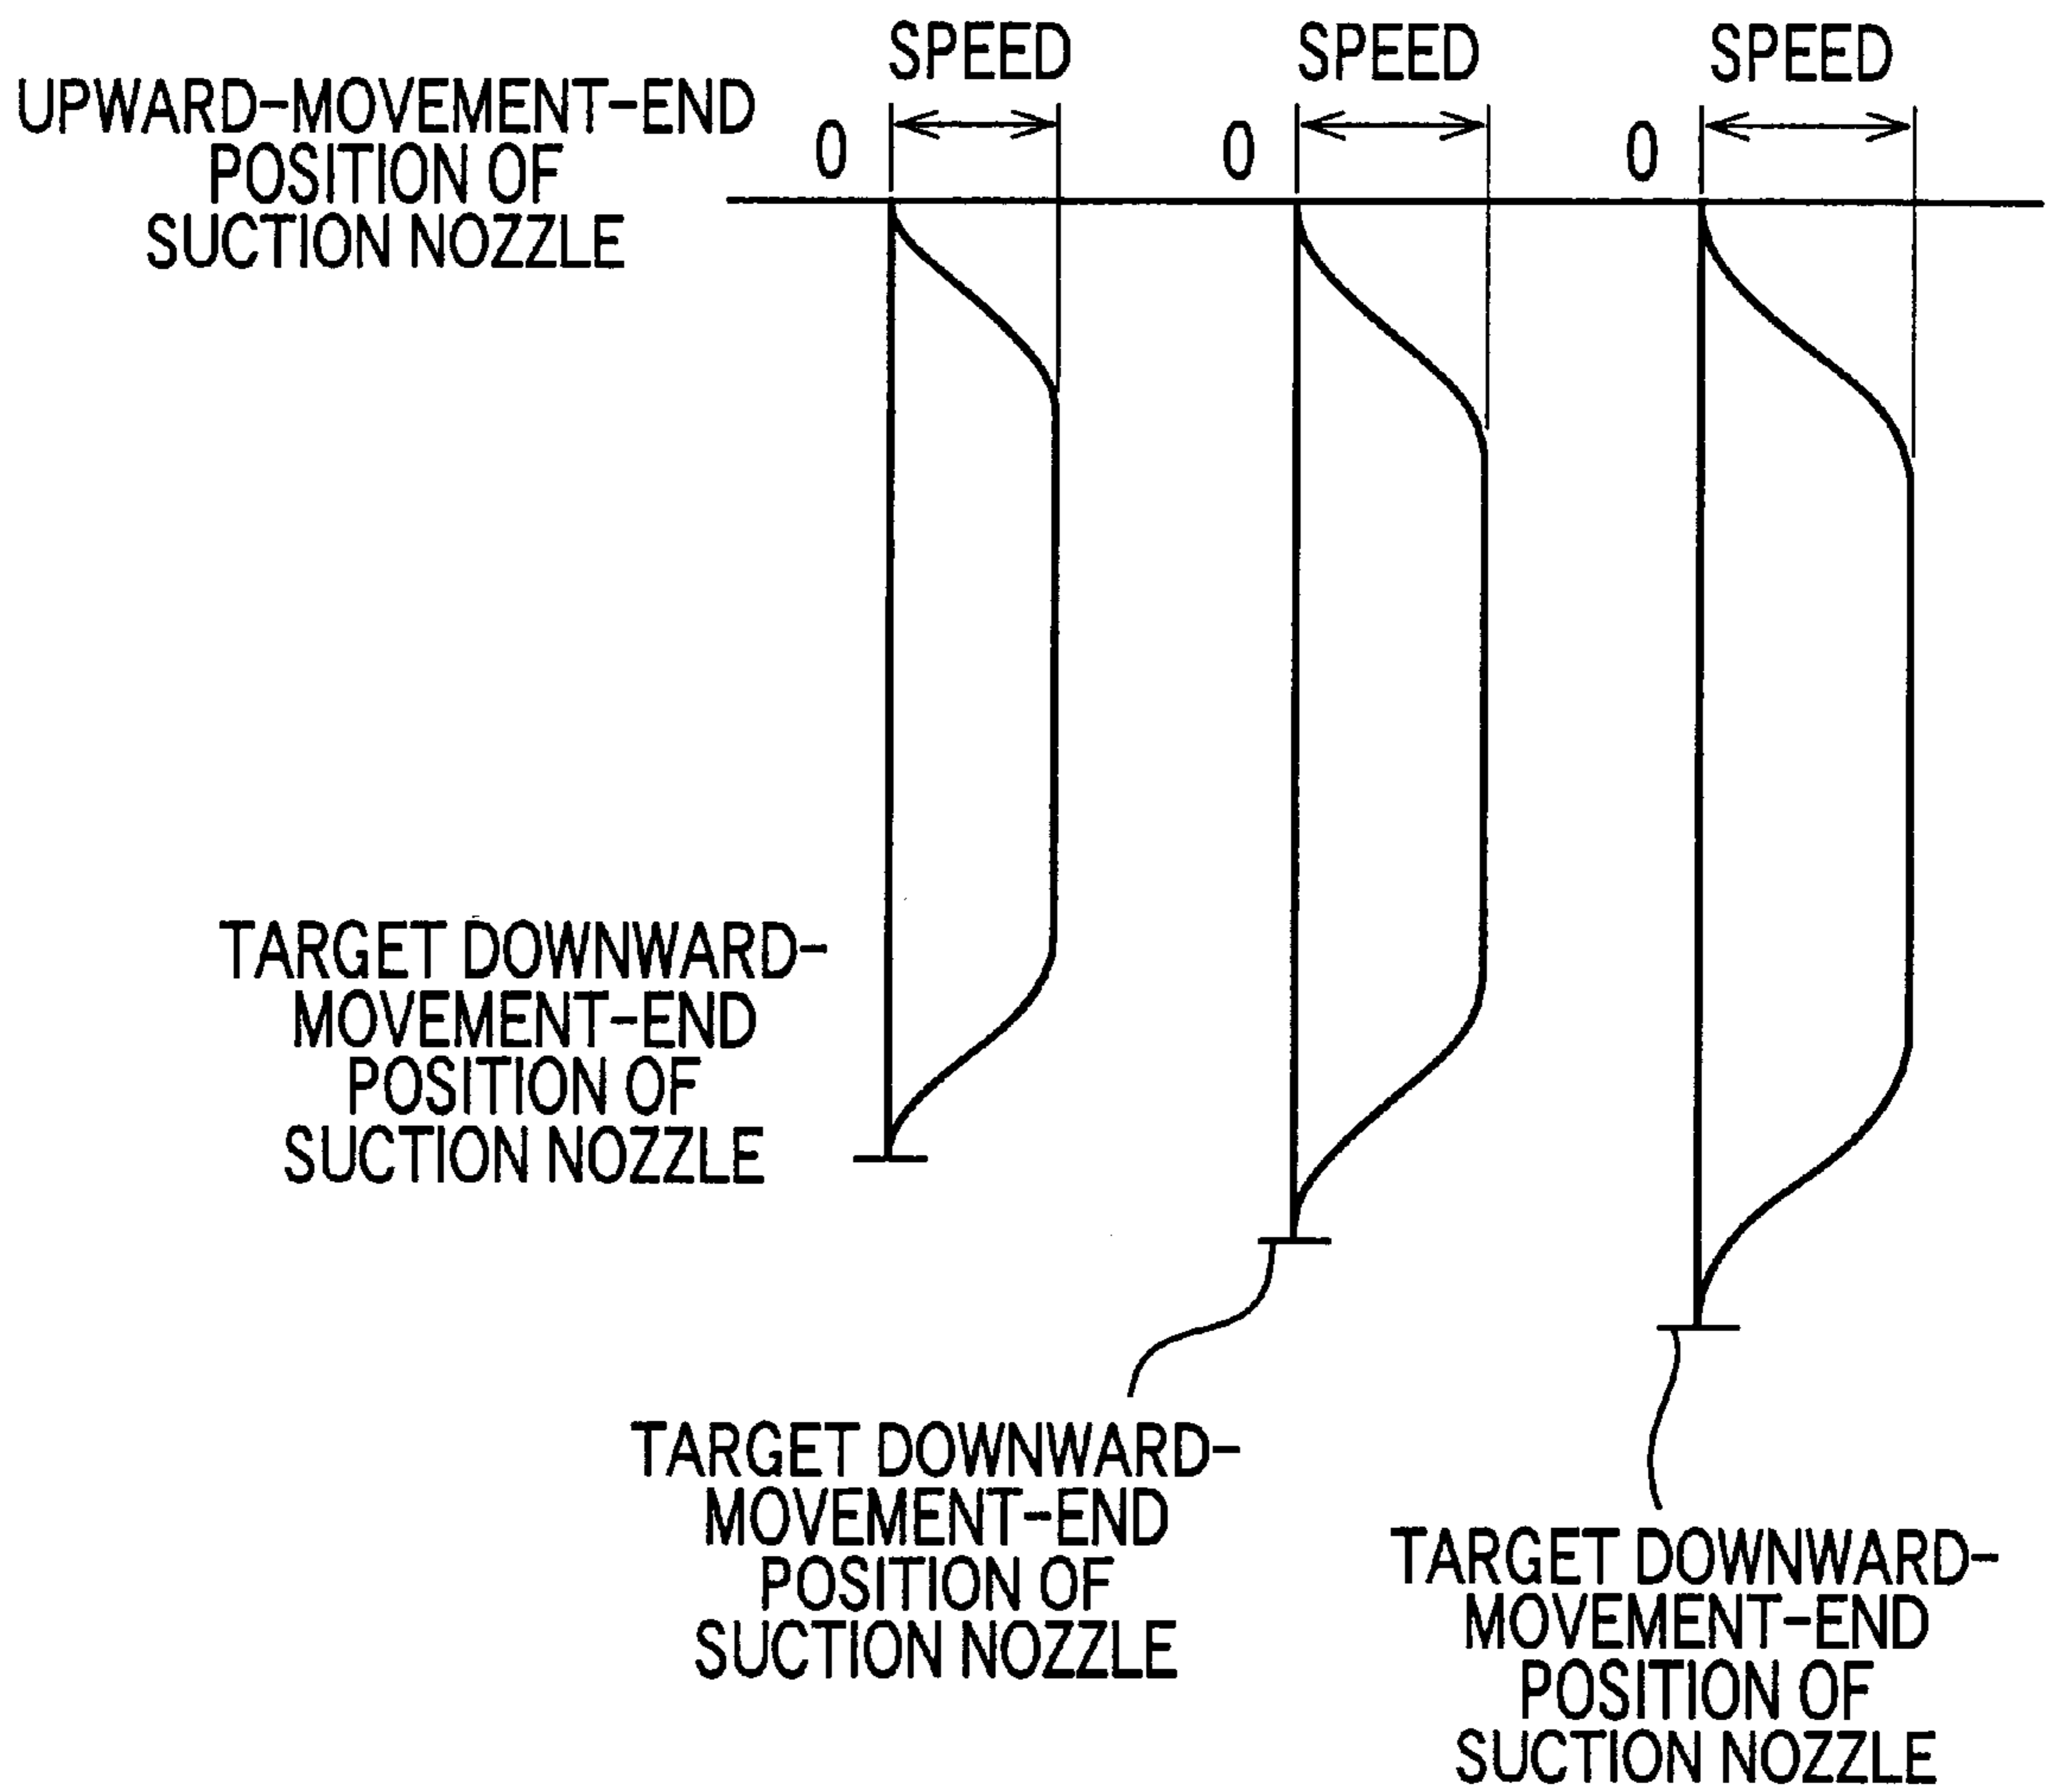 SPEED
SPEED
SPEED
UPWARD-MOVEMENT-END
POSITION OF
SUCTION NOZZLE
0
0
0
TARGET DOWNWARD-
MOVEMENT-END
POSITION OF
SUCTION NOZZLE
TARGET DOWNWARD-
MOVEMENT-END
POSITION OF
SUCTION NOZZLE
TARGET DOWNWARD-
MOVEMENT-END
POSITION OF
SUCTION NOZZLE